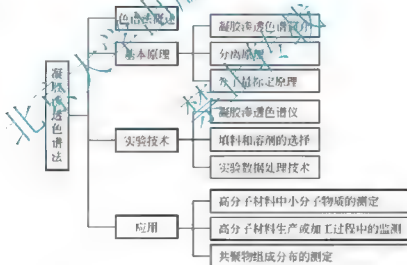 凝胶渗透色谱法
色谱法概述
基本原理
凝胶渗透色谱简介
分离原理
分子量标定原理
实验技术
凝胶渗透色谱仪
填料和溶剂的选择
实验数据处理技术
应用
高分子材料中小分子物质的测定
高分子材料生产或加工过程中的监测
共聚物组成分布的测定